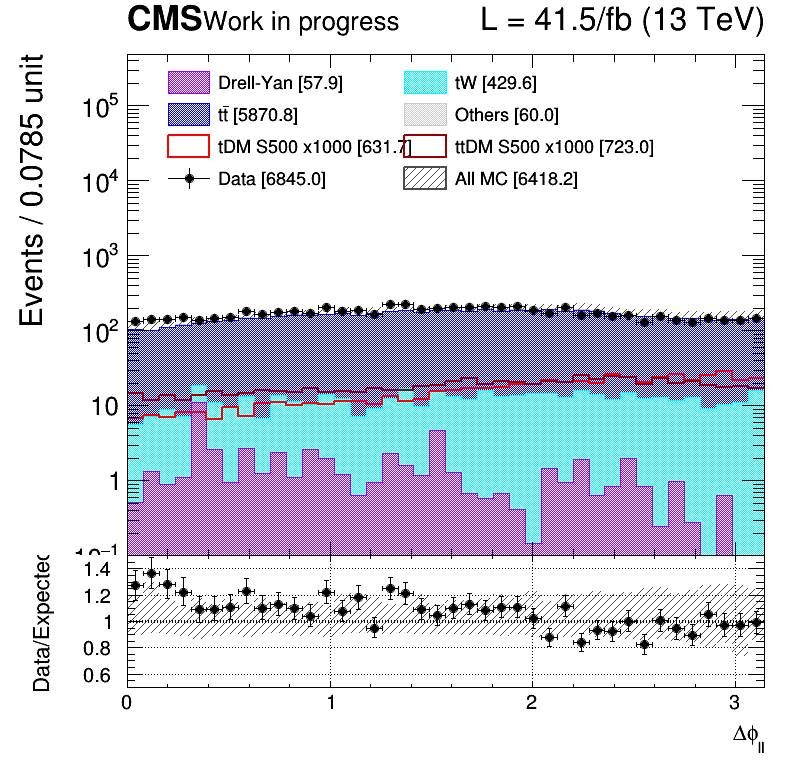 CMS Work in progress L = 41.5/fb (13 TeV)
Events / 0.0785 unit
Drell-Yan [57.9] tW [429.6]
tt̄ [5870.8] Others [60.0]
tDM S500 x1000 [631.7] ttDM S500 x1000 [723.0]
Data [6845.0] All MC [6418.2]
10⁵
10⁴
10³
10²
10
1
10⁻¹
Data/Expected
1.4
1.2
1
0.8
0.6
0 1 2 3
Δϕ_ll